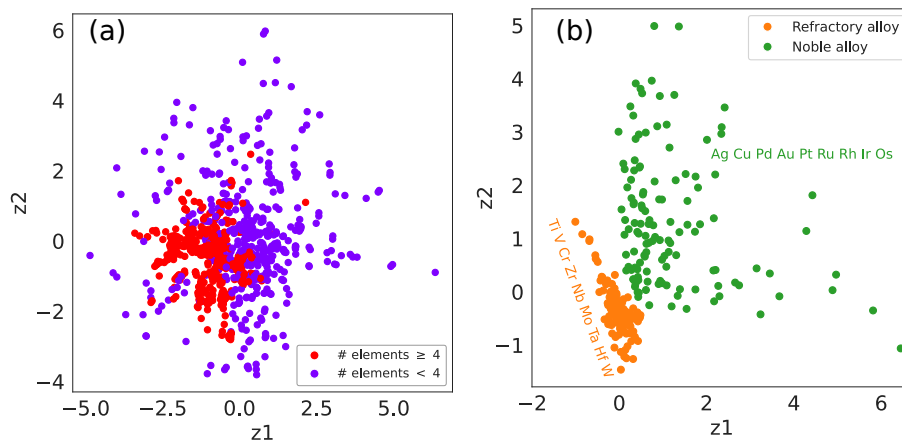 (a)
6
4
2
0
−2
−4
z2
−5.0
−2.5
0.0
2.5
5.0
z1
# elements ≥ 4
# elements < 4
(b)
5
4
3
2
1
0
−1
z2
−2
0
2
4
6
z1
Refractory alloy
Noble alloy
Ag Cu Pd Au Pt Ru Rh Ir Os
Ti V Cr Zr Nb Mo Ta Hf W